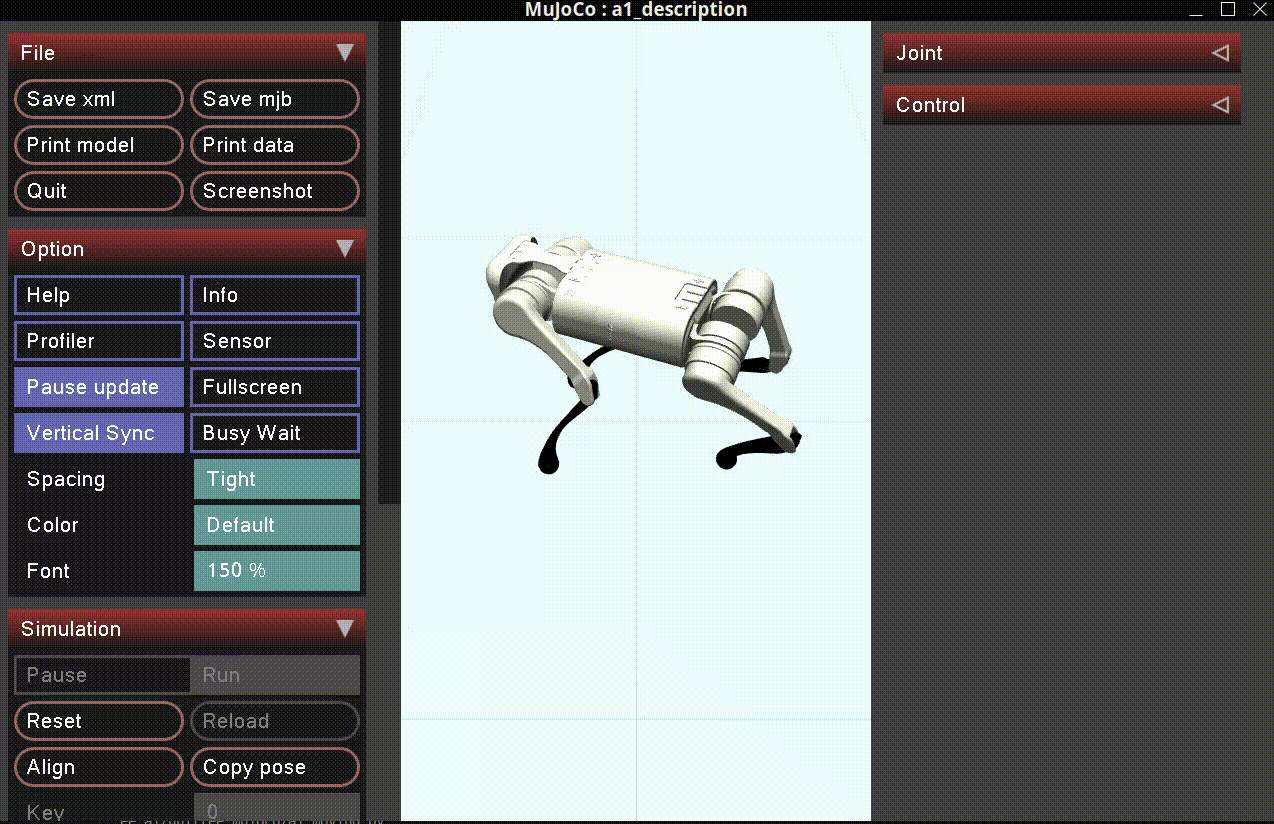 MuJoCo : a1_description
File
Save xml
Save mjb
Print model
Print data
Quit
Screenshot
Option
Help
Info
Profiler
Sensor
Pause update
Fullscreen
Vertical Sync
Busy Wait
Spacing
Tight
Color
Default
Font
150 %
Simulation
Pause
Run
Reset
Reload
Align
Copy pose
Key
0
Joint
Control